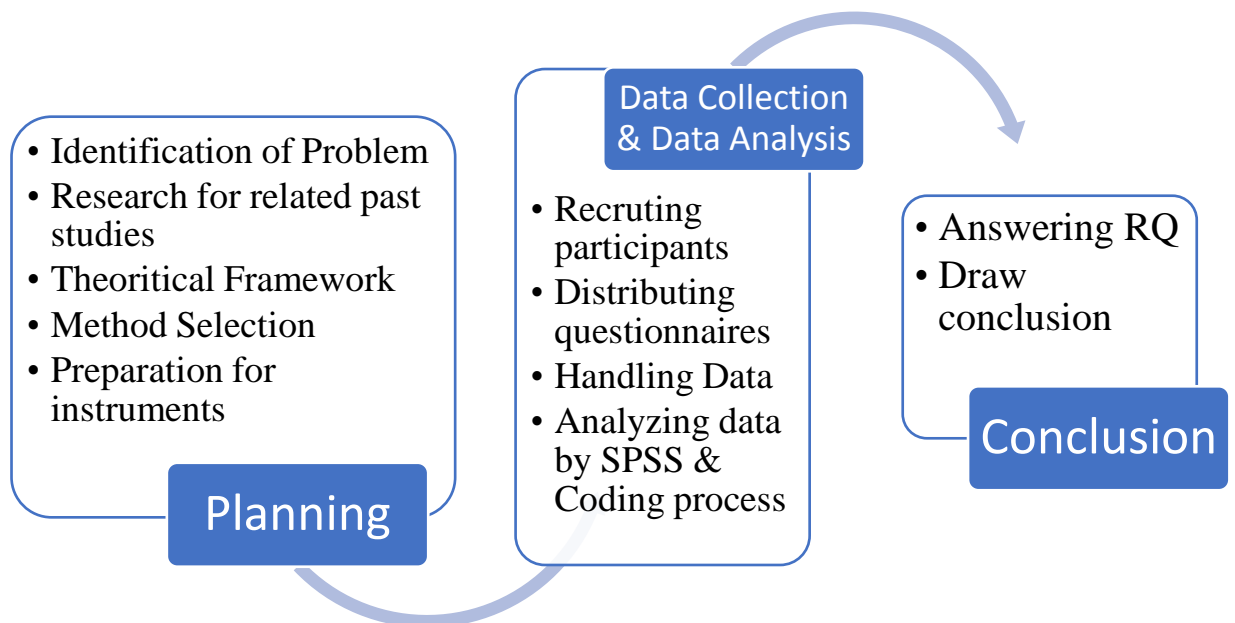 • Identification of Problem
• Research for related past
studies
• Theoritical Framework
• Method Selection
• Preparation for
instruments
Planning
Data Collection
& Data Analysis
• Recruting
participants
• Distributing
questionnaires
• Handling Data
• Analyzing data
by SPSS &
Coding process
• Answering RQ
• Draw
conclusion
Conclusion